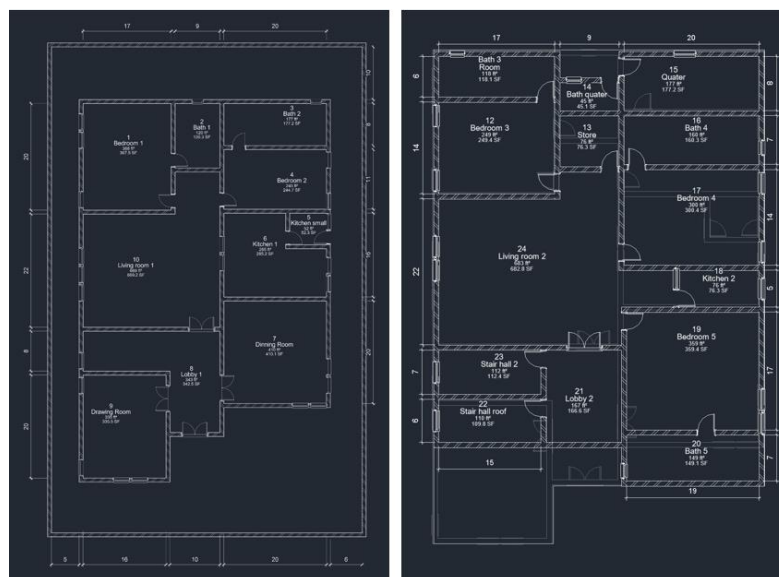 17
9
20
10
20
8
11
22
16
8
20
20
5
16
10
20
6
1
Bedroom 1
2
Bath 1
3
Bath 2
177 ft²
177.2 SF
4
Bedroom 2
5
Kitchen small
6
Kitchen 1
10
Living room 1
7
Dinning Room
8
Lobby 1
9
Drawing Room
17
9
20
6
14
22
7
6
8
7
14
5
17
7
15
19
Bath 3
Room
118 ft²
118.1 SF
14
Bath quater
45 ft²
45.1 SF
15
Quater
177 ft²
177.2 SF
12
Bedroom 3
249 ft²
249.4 SF
13
Store
76 ft²
76.3 SF
16
Bath 4
160.3 SF
17
Bedroom 4
300 ft²
300.4 SF
24
Living room 2
683 ft²
682.8 SF
18
Kitchen 2
76 ft²
76.3 SF
19
Bedroom 5
359 ft²
359.4 SF
23
Stair hall 2
112 ft²
112.4 SF
21
Lobby 2
167 ft²
166.6 SF
22
Stair hall roof
110 ft²
109.8 SF
20
Bath 5
149 ft²
149.1 SF